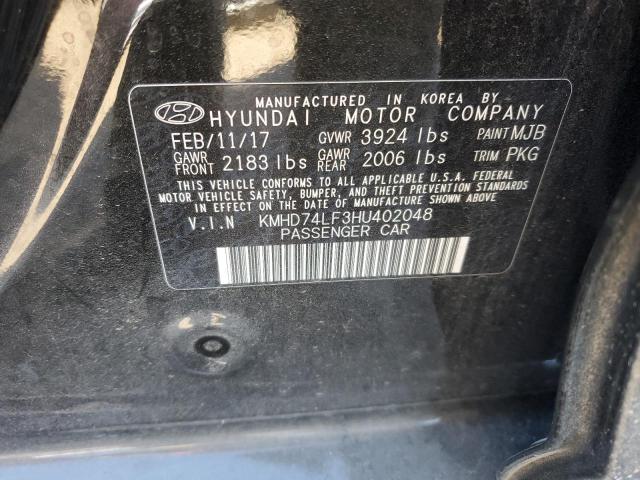 MANUFACTURED IN KOREA BY
HYUNDAI MOTOR COMPANY
FEB/11/17 GVWR 3924 lbs PAINT MJB
GAWR FRONT 2183 lbs GAWR REAR 2006 lbs TRIM PKG
THIS VEHICLE CONFORMS TO ALL APPLICABLE U.S.A. FEDERAL
MOTOR VEHICLE SAFETY, BUMPER, AND THEFT PREVENTION STANDARDS
IN EFFECT ON THE DATE OF MANUFACTURE SHOWN ABOVE
V.I.N KMHD74LF3HU402048
PASSENGER CAR